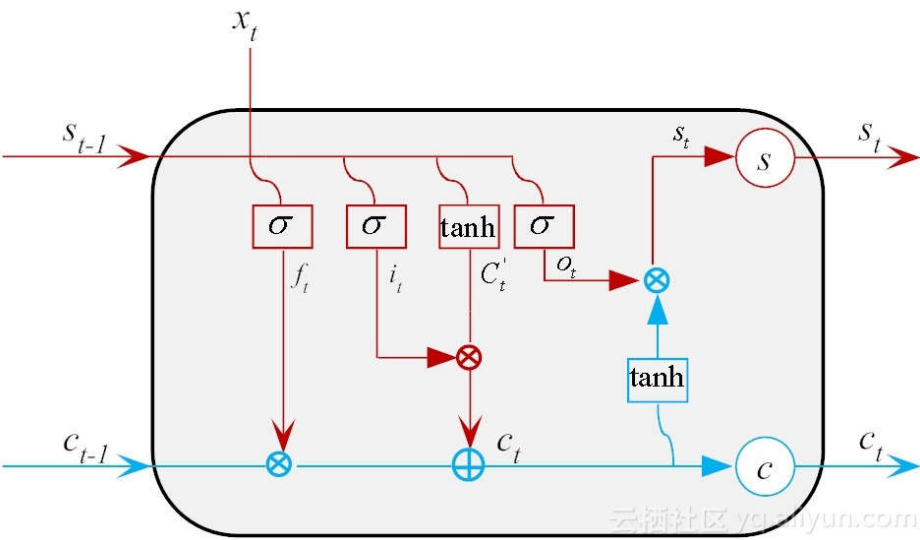 x_t
s_{t-1}
s_t
s
s_t
σ
σ
tanh
σ
f_t
i_t
C'_t
o_t
tanh
c_{t-1}
c_t
c
c_t
云栖社区 yq.aliyun.com